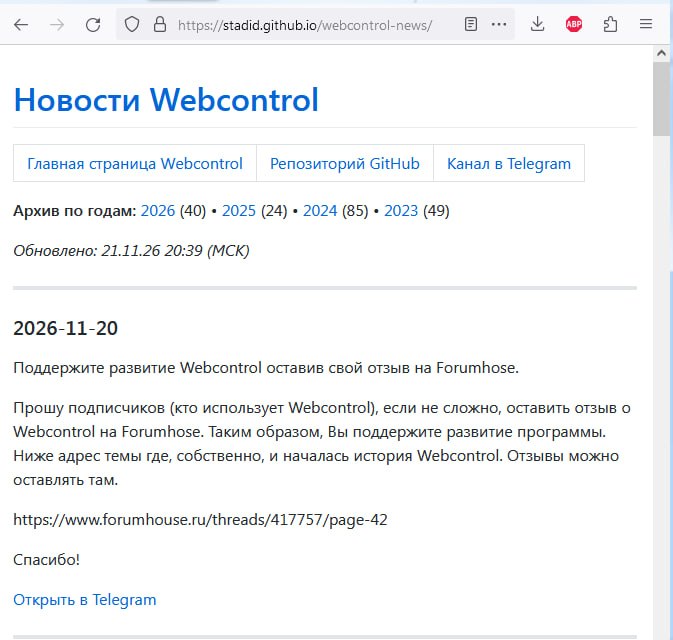 https://stadid.github.io/webcontrol-news/
ABP
Новости Webcontrol
Главная страница Webcontrol
Репозиторий GitHub
Канал в Telegram
Архив по годам: 2026 (40) • 2025 (24) • 2024 (85) • 2023 (49)
Обновлено: 21.11.26 20:39 (МСК)
2026-11-20
Поддержите развитие Webcontrol оставив свой отзыв на Forumhose.
Прошу подписчиков (кто использует Webcontrol), если не сложно, оставить отзыв о
Webcontrol на Forumhose. Таким образом, Вы поддержите развитие программы.
Ниже адрес темы где, собственно, и началась история Webcontrol. Отзывы можно
оставлять там.
https://www.forumhouse.ru/threads/417757/page-42
Спасибо!
Открыть в Telegram